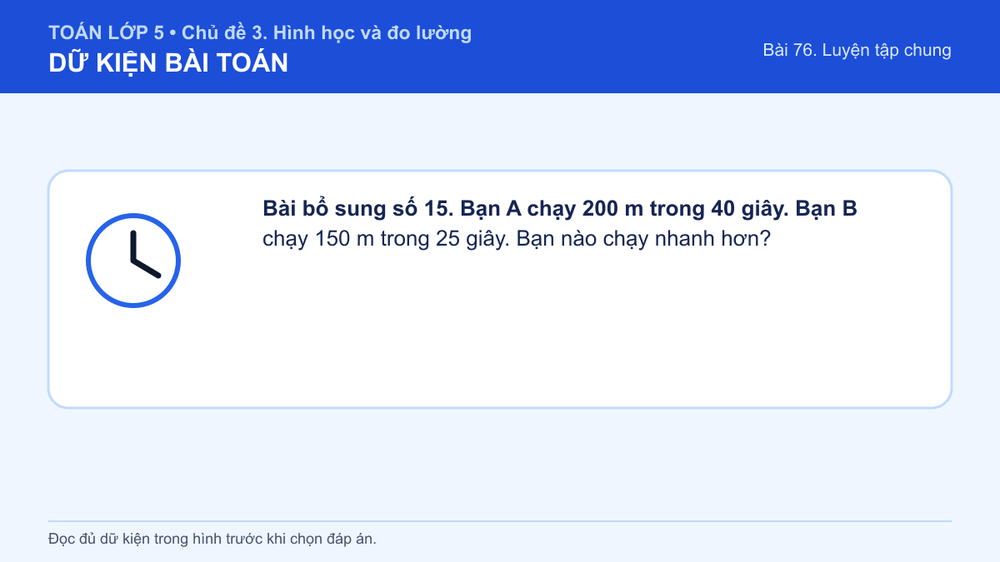 TOÁN LỚP 5 • Chủ đề 3. Hình học và đo lường
DỮ KIỆN BÀI TOÁN
Bài 76. Luyện tập chung
Bài bổ sung số 15. Bạn A chạy 200 m trong 40 giây. Bạn B
chạy 150 m trong 25 giây. Bạn nào chạy nhanh hơn?
Đọc đủ dữ kiện trong hình trước khi chọn đáp án.